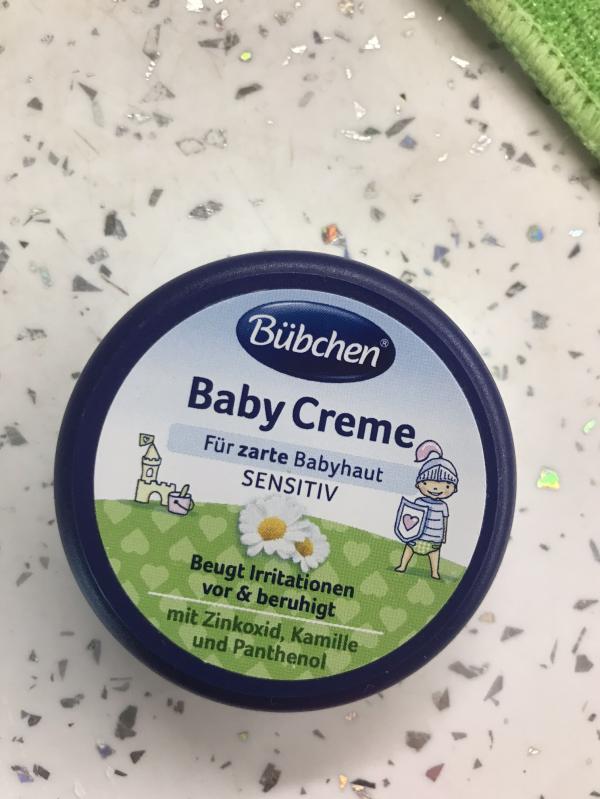 Bübchen®
Baby Creme
Für zarte Babyhaut
SENSITIV
Beugt Irritationen
vor & beruhigt
mit Zinkoxid, Kamille
und Panthenol